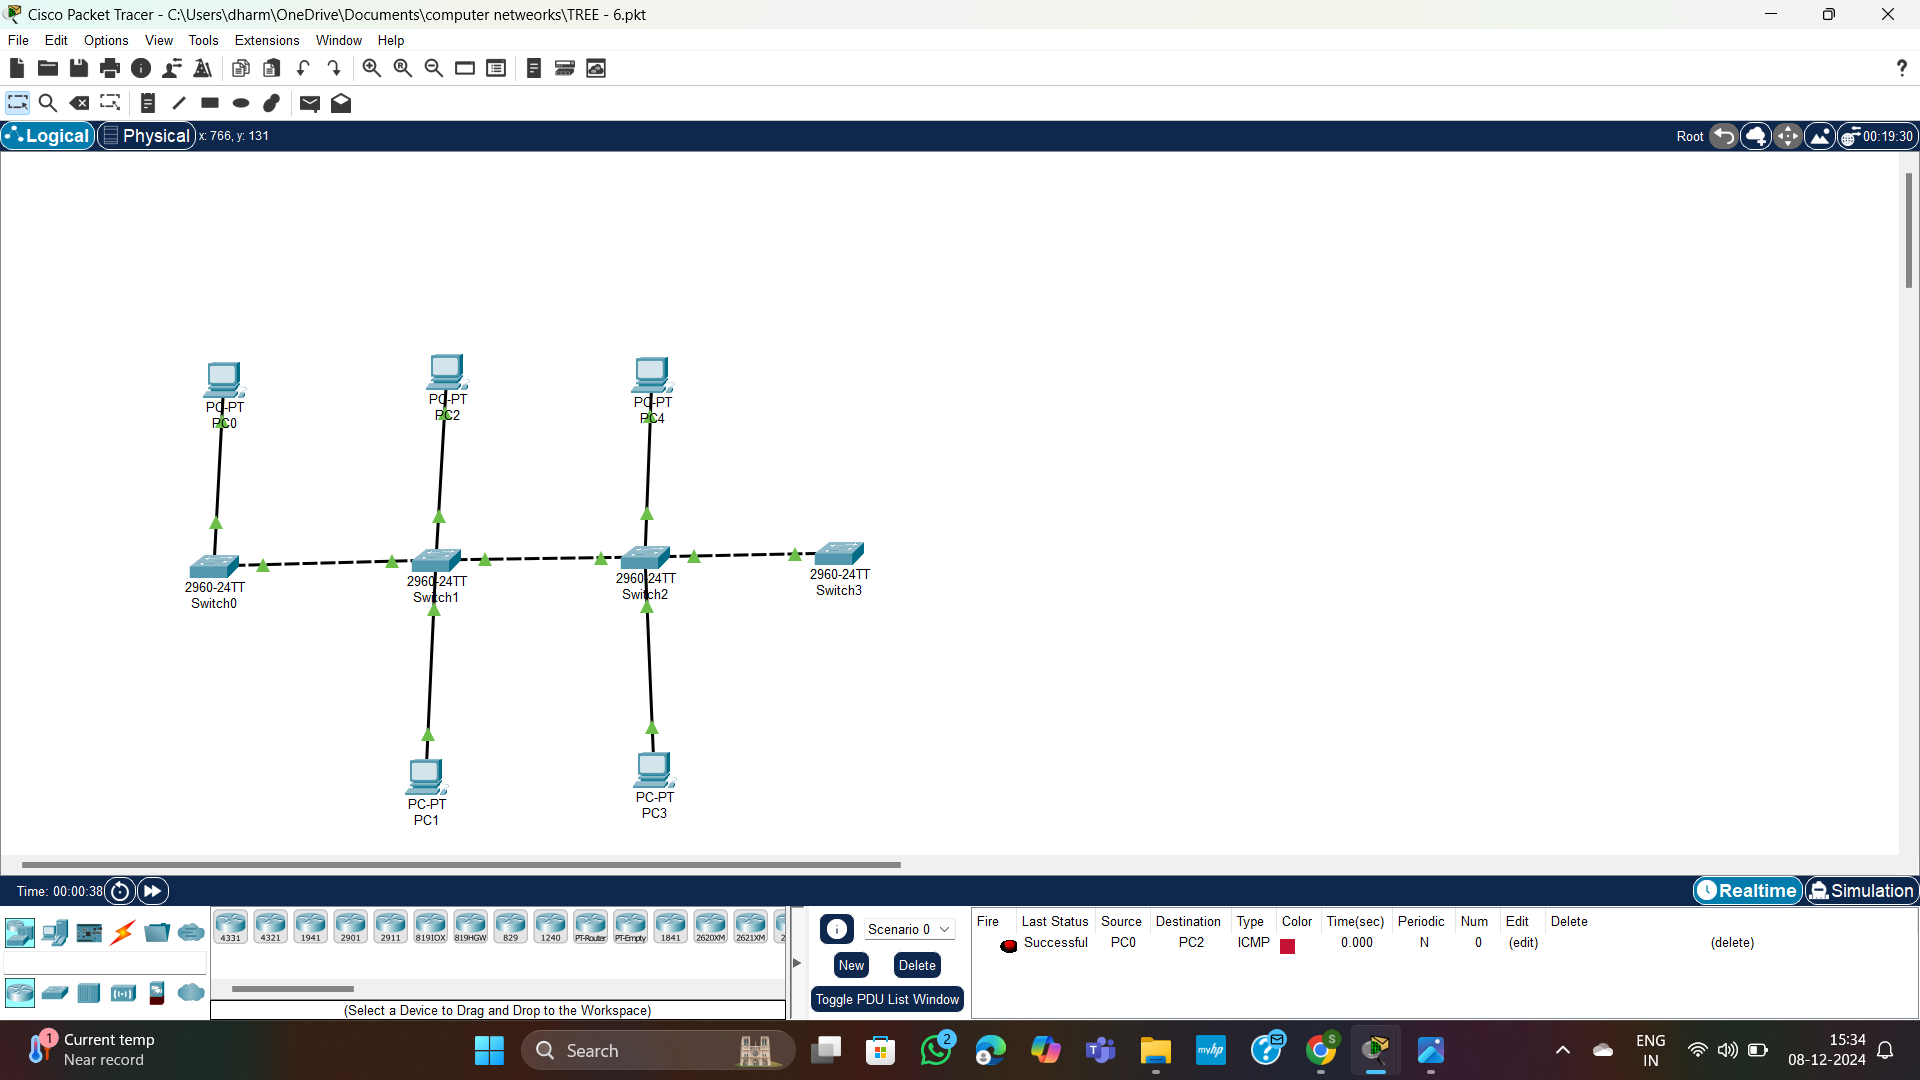 Cisco Packet Tracer - C:\Users\dharm\OneDrive\Documents\computer netweorks\TREE - 6.pkt
File Edit Options View Tools Extensions Window Help
?
Logical Physical x: 766, y: 131 Root 00:19:30
PC-PT
PC0
PC-PT
PC2
PC-PT
PC4
2960-24TT
Switch0
2960-24TT
Switch1
2960-24TT
Switch2
2960-24TT
Switch3
PC-PT
PC1
PC-PT
PC3
Time: 00:00:38 Realtime Simulation
4331 4321 1941 2901 2911 819IOX 819HGW 829 1240 PT-Router PT-Empty 1841 2620XM 2621XM
(Select a Device to Drag and Drop to the Workspace)
Scenario 0
New Delete
Toggle PDU List Window
Fire Last Status Source Destination Type Color Time(sec) Periodic Num Edit Delete
Successful PC0 PC2 ICMP 0.000 N 0 (edit) (delete)
1 Current temp
Near record
Search
2
myhp
S
ENG
IN
15:34
08-12-2024